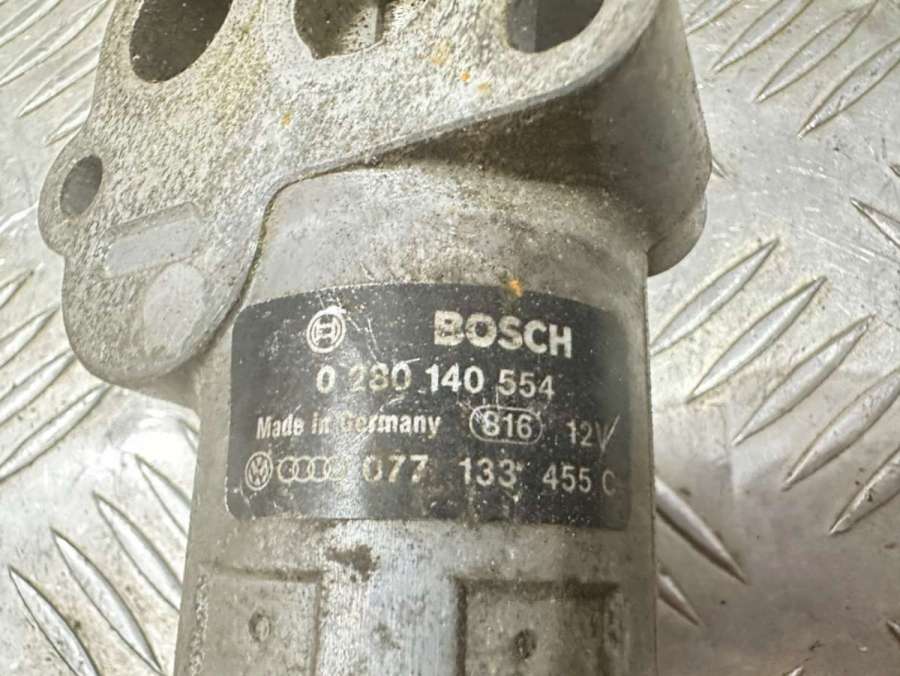 BOSCH
0 280 140 554
Made in Germany 816 12V
077 133 455 C